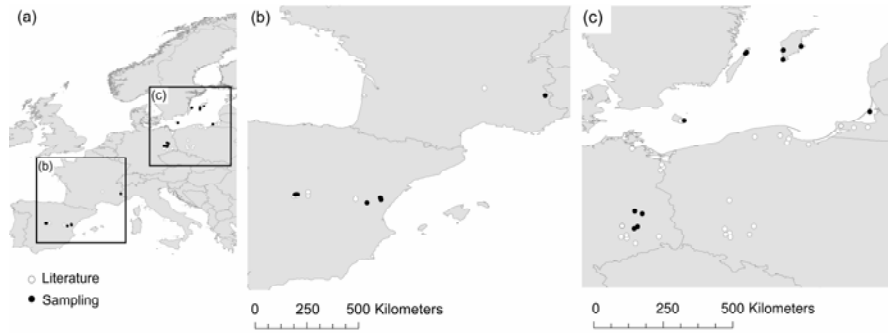 (a)
(c)
(b)
Literature
Sampling
(b)
0 250 500 Kilometers
(c)
0 250 500 Kilometers